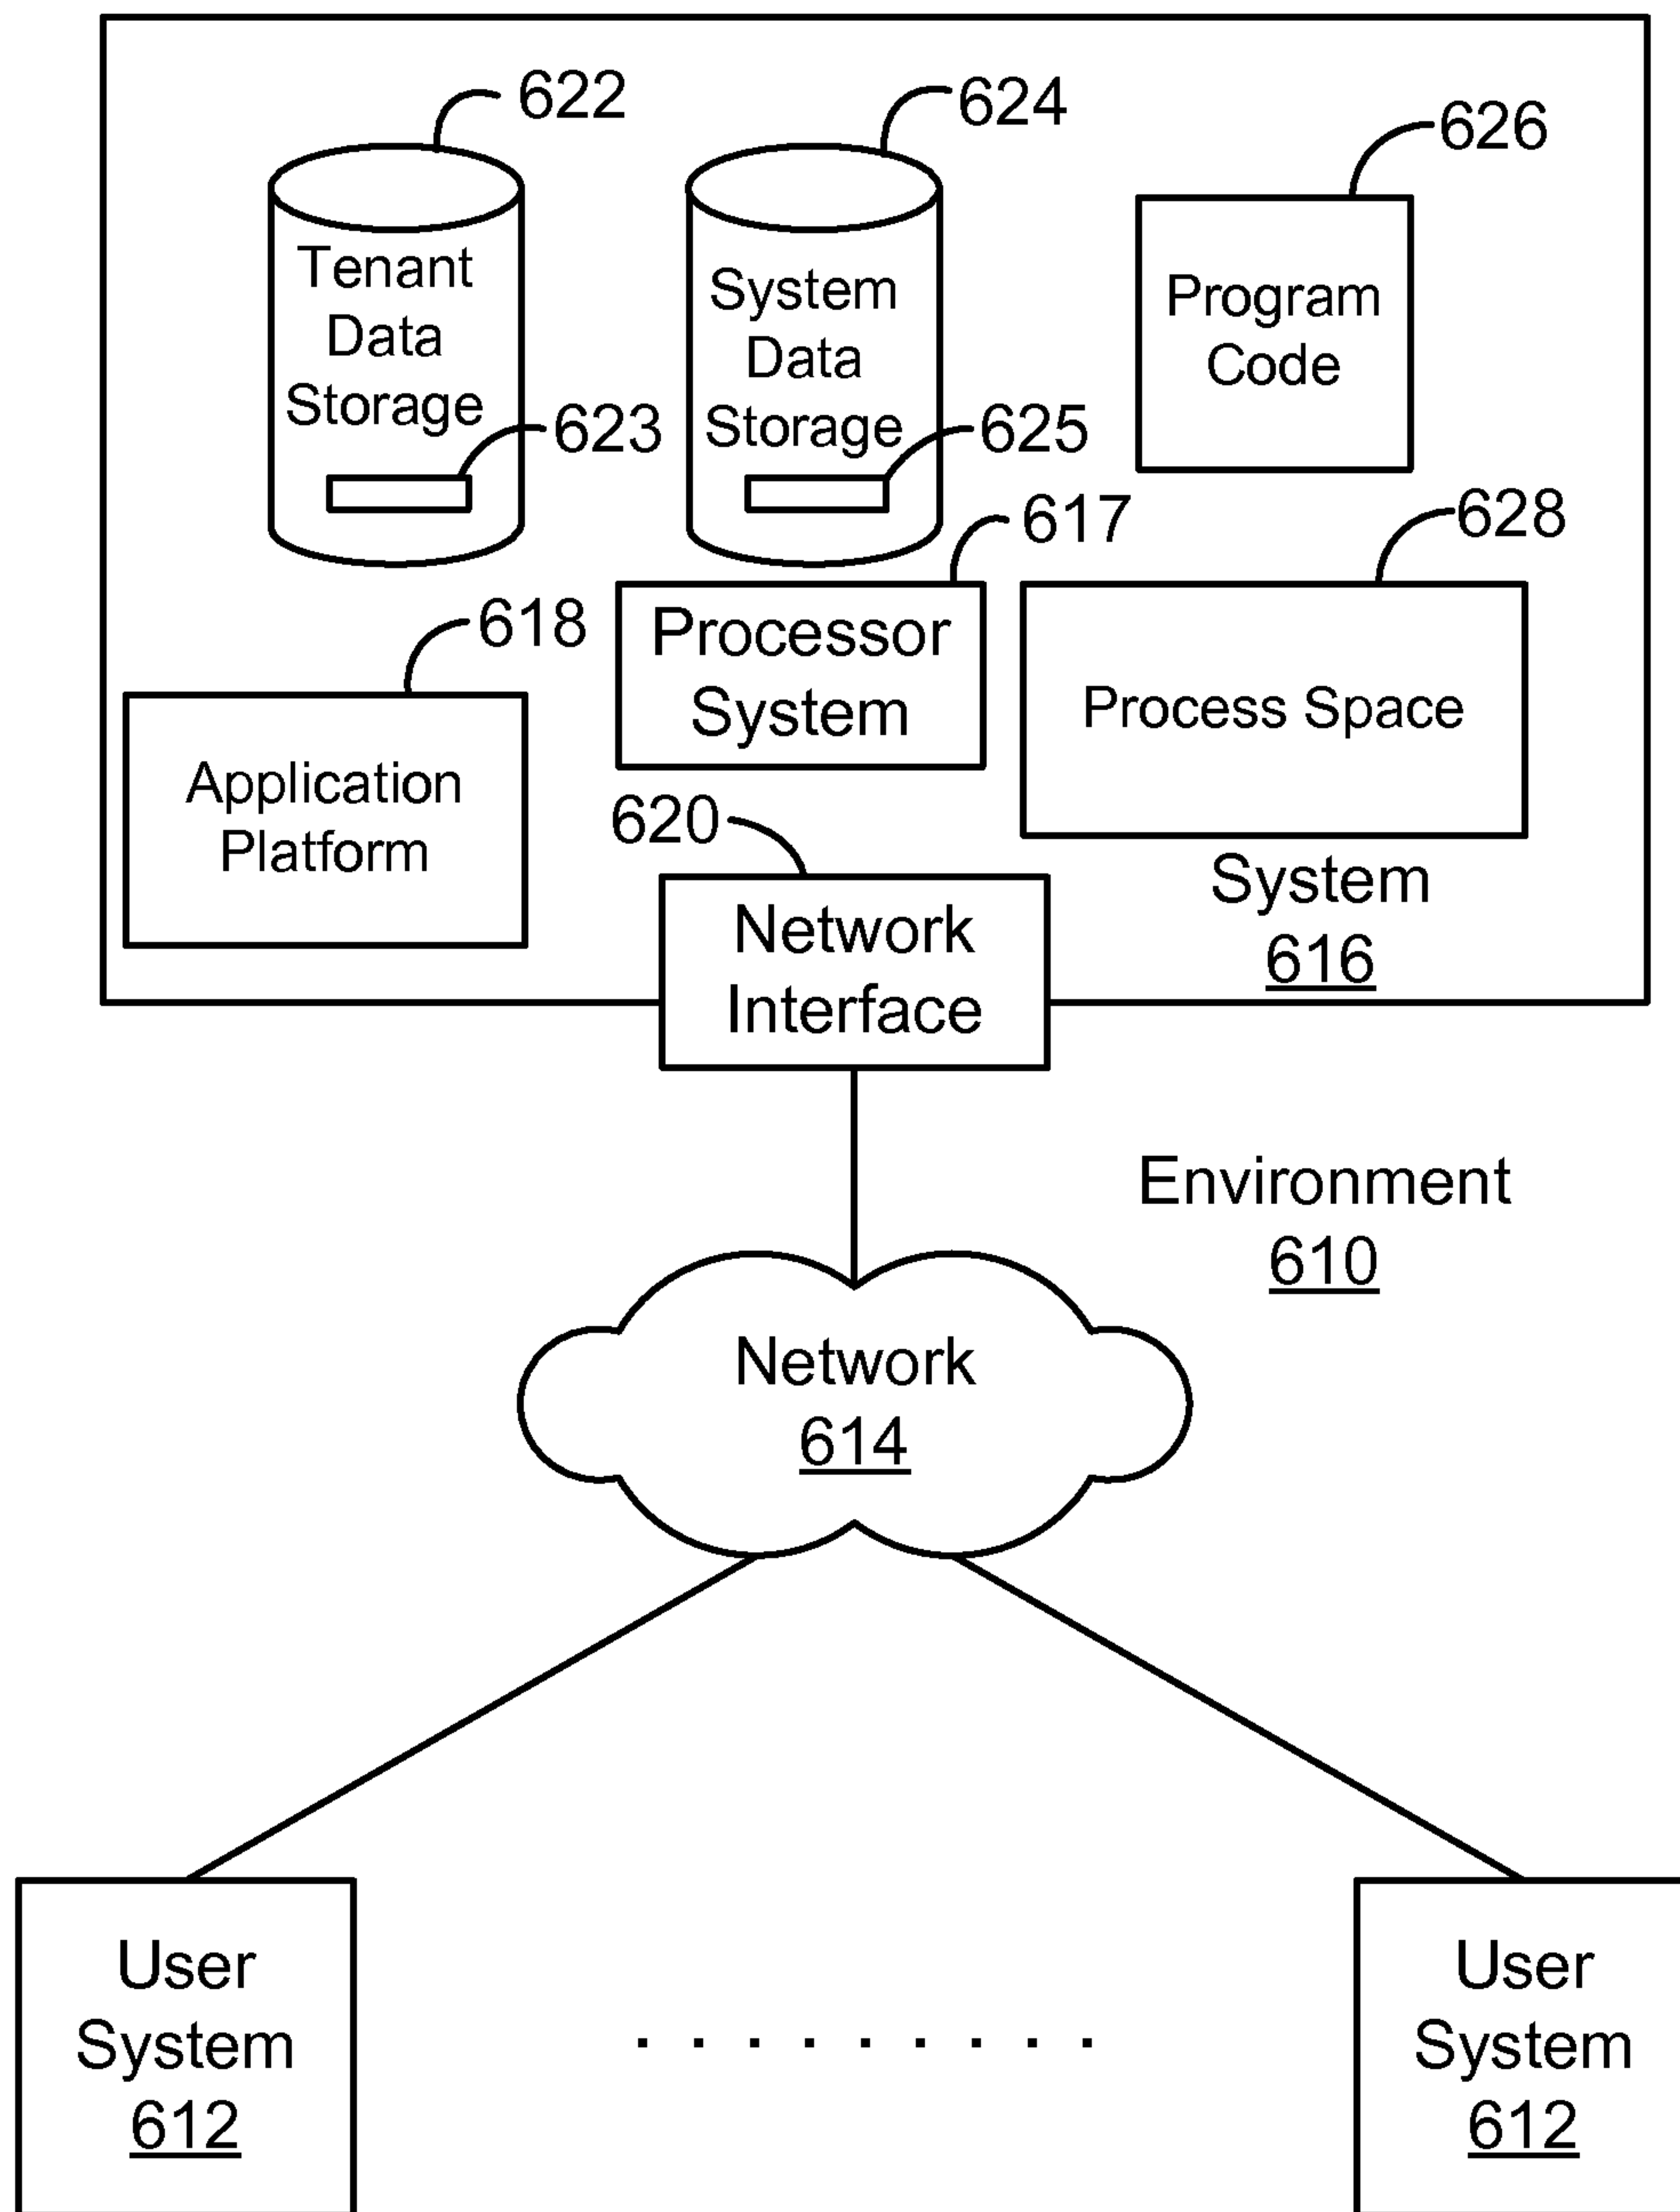 622
624
626
Tenant
Data
Storage
System
Data
Storage
Program
Code
623
625
617
628
618
Processor
System
Process Space
Application
Platform
620
System
616
Network
Interface
Environment
610
Network
614
User
System
612
. . . . . . . . .
User
System
612